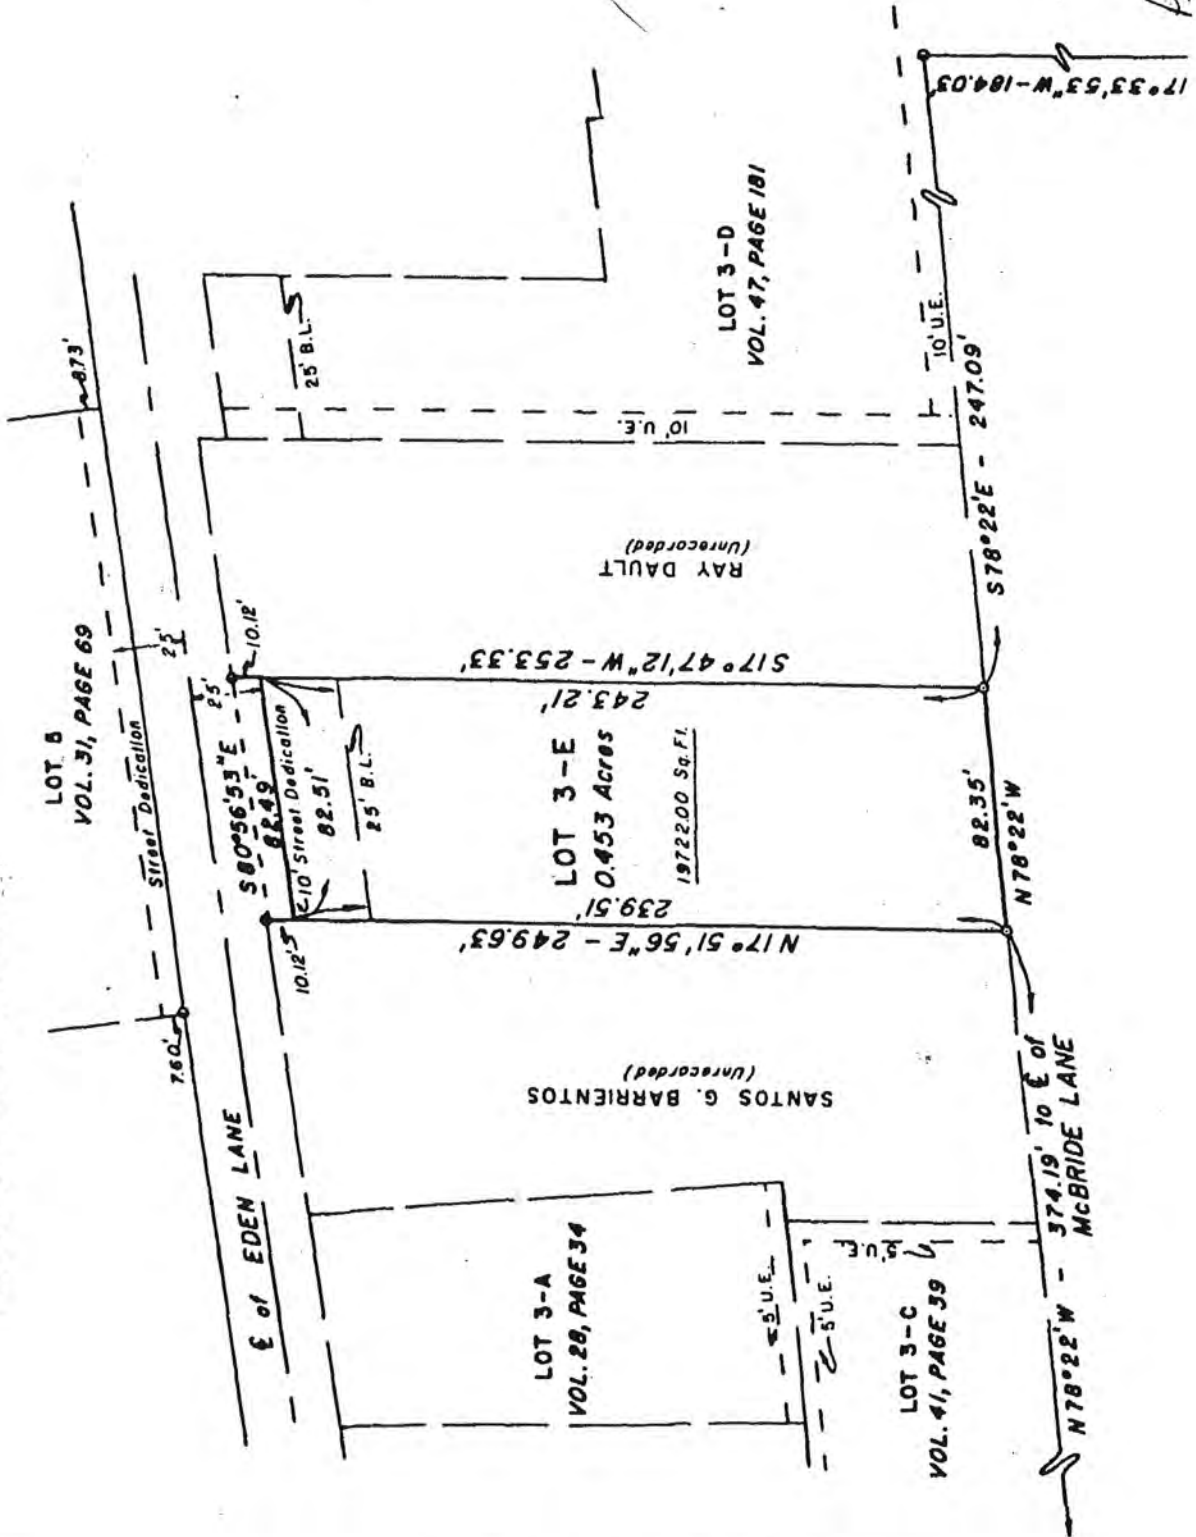 LOT B
VOL. 31, PAGE 69
Street Dedication
8.73'
25'
7.60'
25'
10.12'
℄ of EDEN LANE
S80°56'53"E
82.49'
10' Street Dedication
82.51'
10.12'
25' B.L.
25' B.L.
LOT 3-E
0.453 Acres
19722.00 Sq. Ft.
N17°51'56"E - 249.63'
239.51'
S17°47'12"W - 253.33'
243.21'
82.35'
N78°22'W
RAY DAULT
(Unrecorded)
10' U.E.
LOT 3-D
VOL. 47, PAGE 181
10' U.E.
S78°22'E - 247.09'
17°33'53"W - 184.03'
SANTOS G. BARRIENTOS
(Unrecorded)
LOT 3-A
VOL. 28, PAGE 34
5' U.E.
5' U.E.
5' U.E.
LOT 3-C
VOL. 41, PAGE 39
N78°22'W - 374.19' to ℄ of
McBRIDE LANE